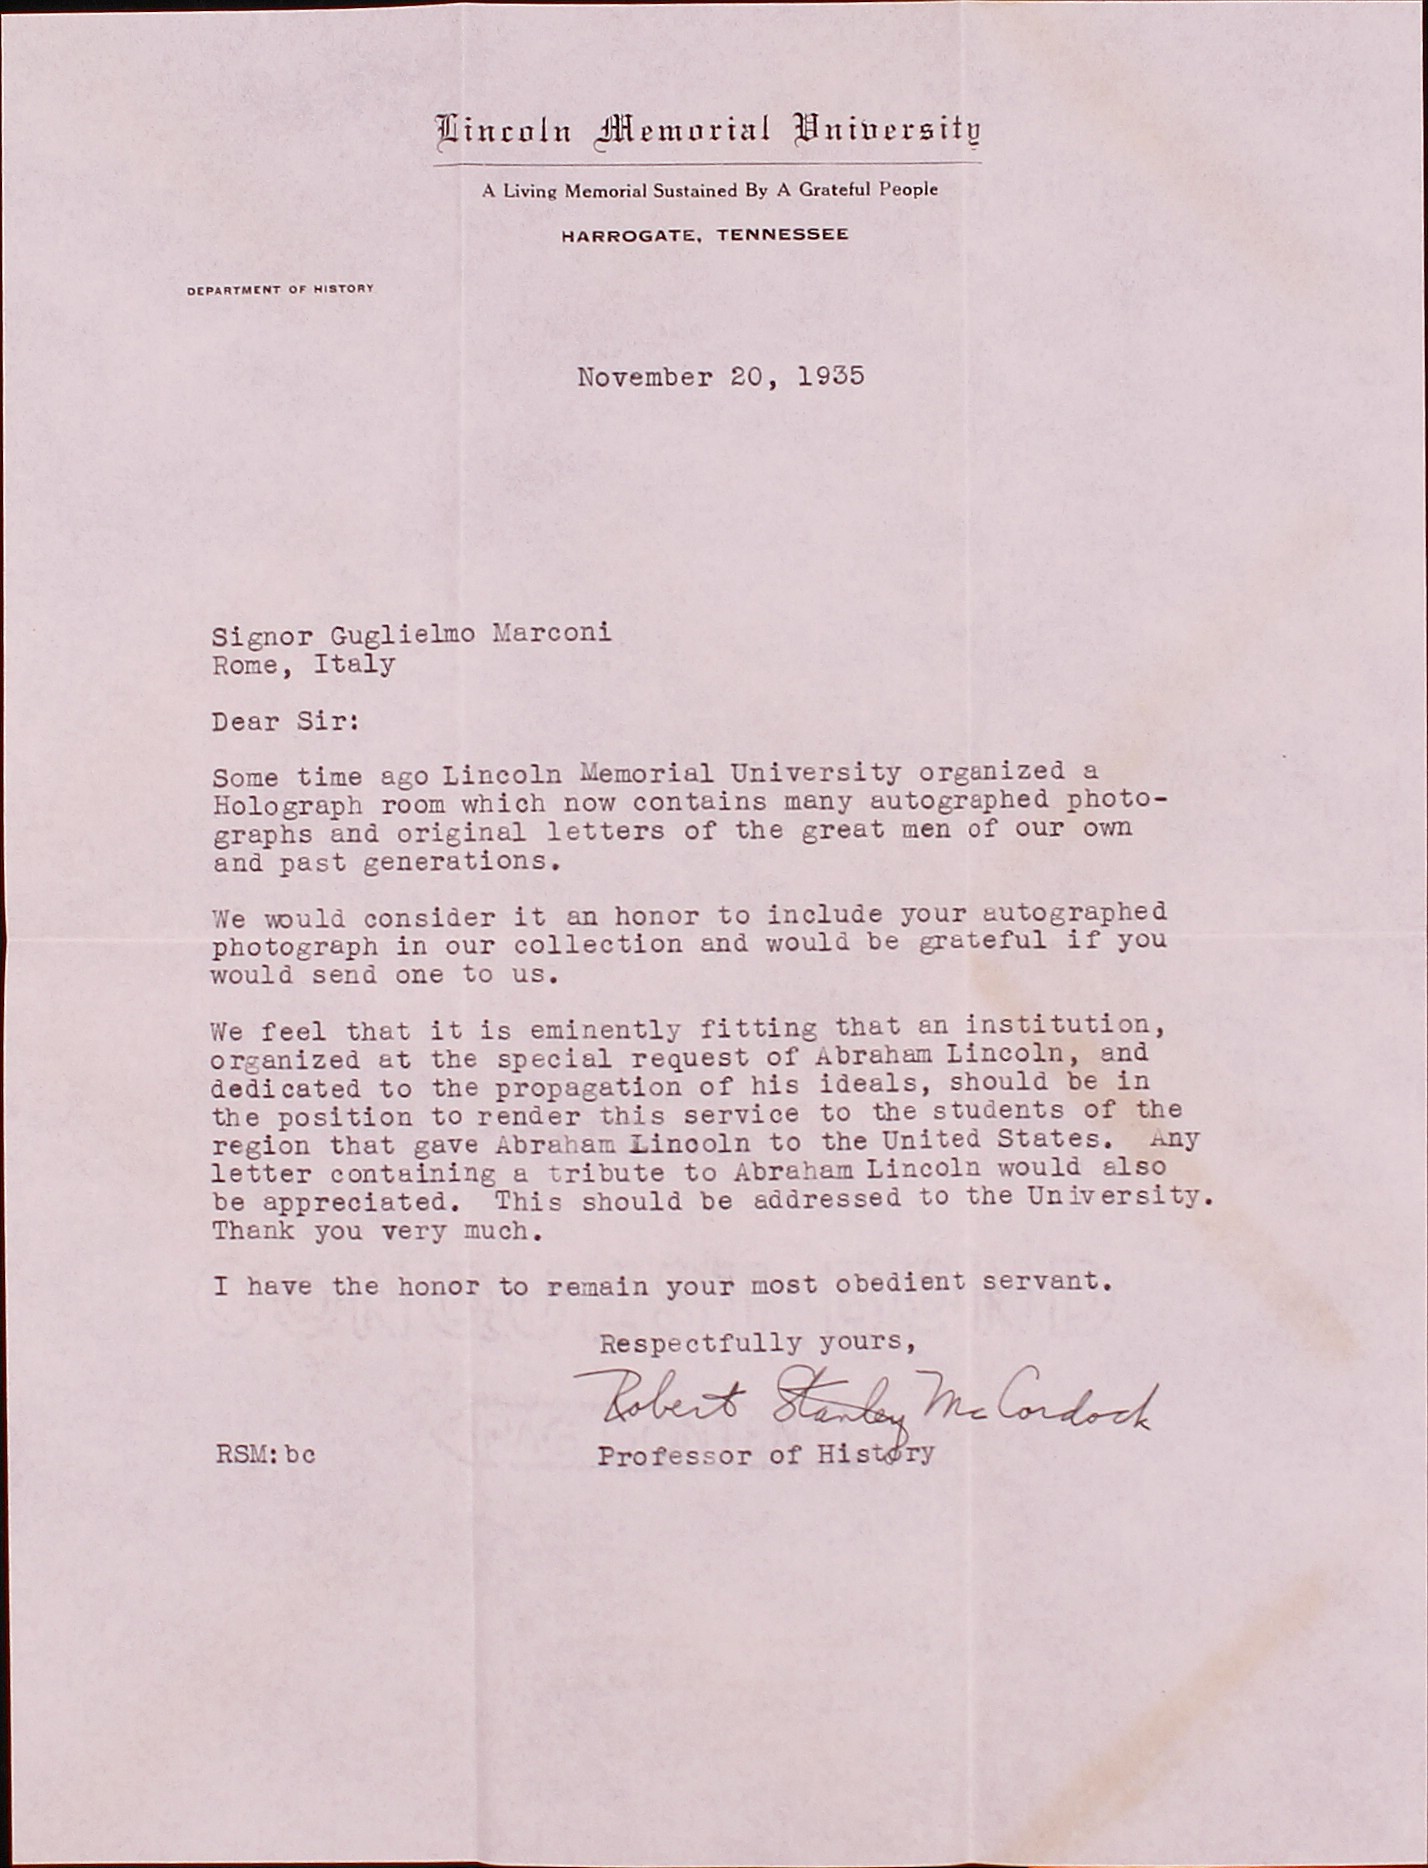 Lincoln Memorial University
A Living Memorial Sustained By A Grateful People
HARROGATE, TENNESSEE
DEPARTMENT OF HISTORY
November 20, 1935
Signor Guglielmo Marconi
Rome, Italy
Dear Sir:
Some time ago Lincoln Memorial University organized a
Holograph room which now contains many autographed photo-
graphs and original letters of the great men of our own
and past generations.
We would consider it an honor to include your autographed
photograph in our collection and would be grateful if you
would send one to us.
We feel that it is eminently fitting that an institution,
organized at the special request of Abraham Lincoln, and
dedicated to the propagation of his ideals, should be in
the position to render this service to the students of the
region that gave Abraham Lincoln to the United States.  Any
letter containing a tribute to Abraham Lincoln would also
be appreciated.  This should be addressed to the University.
Thank you very much.
I have the honor to remain your most obedient servant.
Respectfully yours,
Robert Stanley McCordock
RSM:bc Professor of History